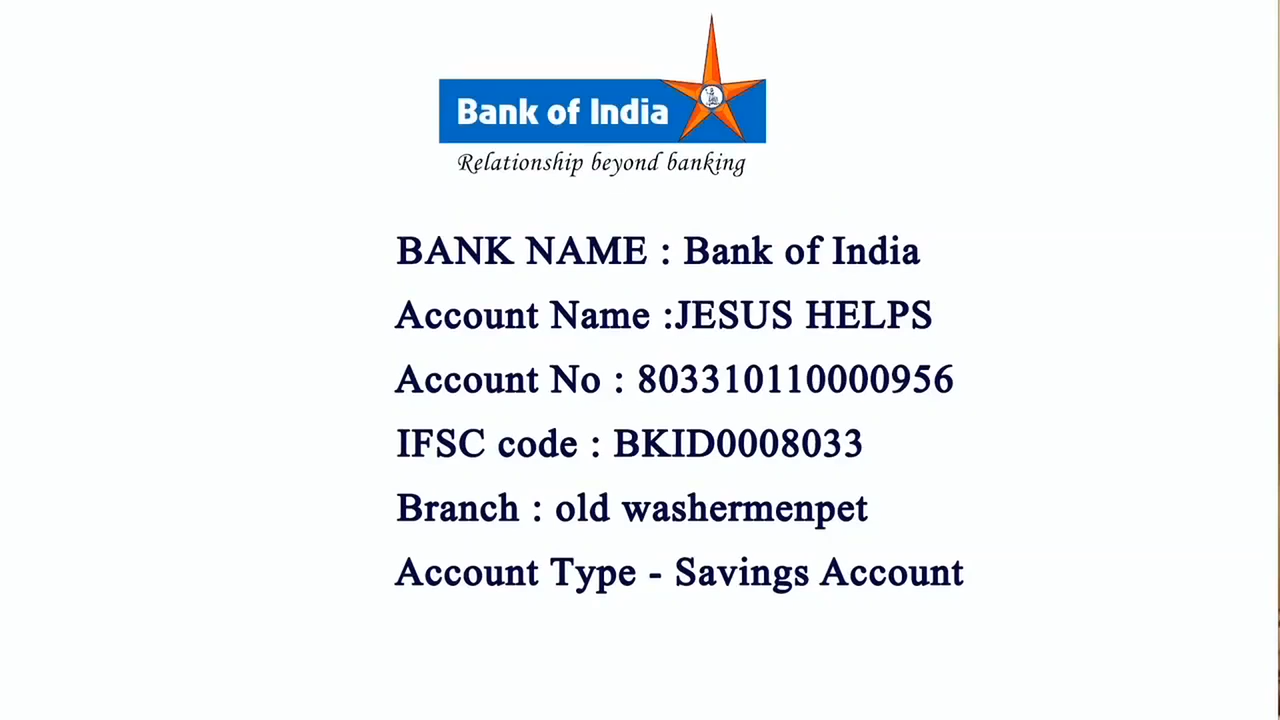 Bank of India
Relationship beyond banking
BANK NAME : Bank of India
Account Name :JESUS HELPS
Account No : 803310110000956
IFSC code : BKID0008033
Branch : old washermenpet
Account Type - Savings Account